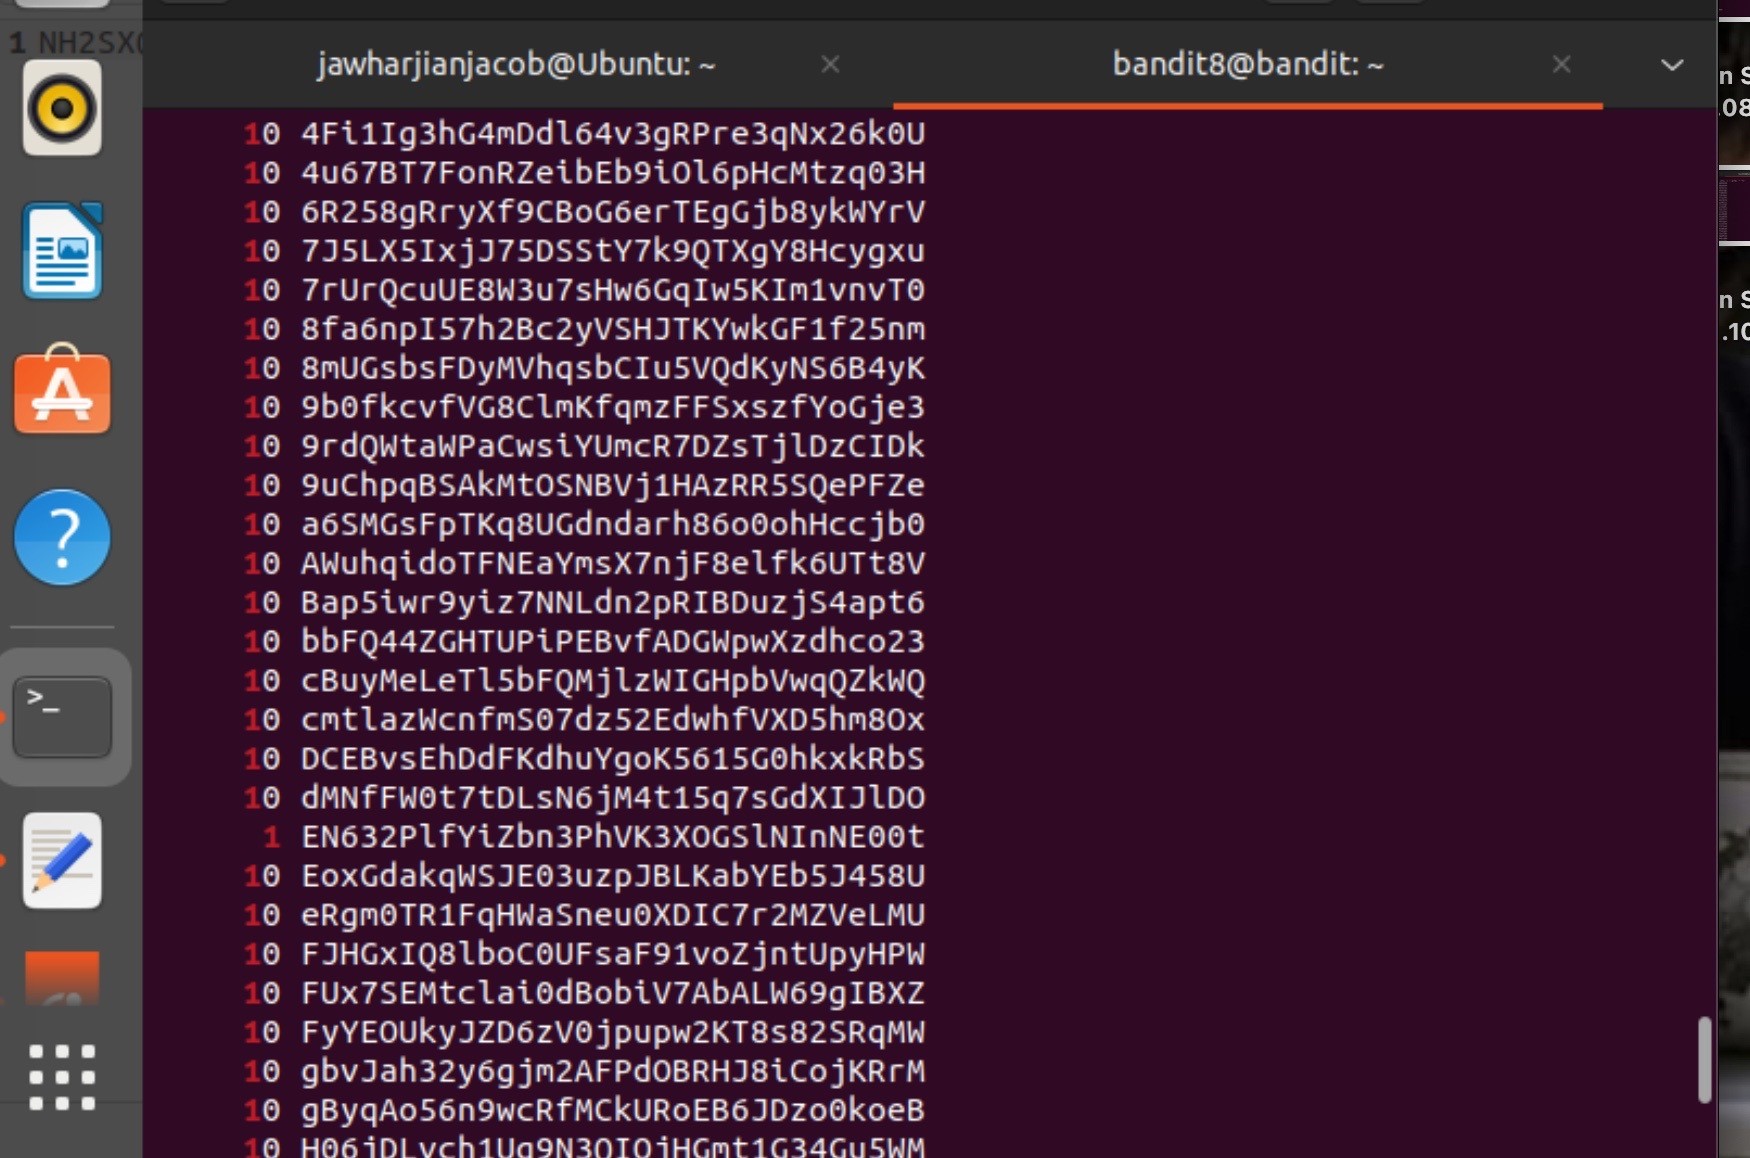 1 NH2SX
jawharjianjacob@Ubuntu: ~
bandit8@bandit: ~
10 4Fi1Ig3hG4mDdl64v3gRPre3qNx26k0U
10 4u67BT7FonRZeibEb9iOl6pHcMtzq03H
10 6R258gRryXf9CBoG6erTEgGjb8ykWYrV
10 7J5LX5IxjJ75DSStY7k9QTXgY8Hcygxu
10 7rUrQcuUE8W3u7sHw6GqIw5KIm1vnvT0
10 8fa6npI57h2Bc2yVSHJTKYwkGF1f25nm
10 8mUGsbsFDyMVhqsbCIu5VQdKyNS6B4yK
10 9b0fkcvfVG8ClmKfqmzFFSxszfYoGje3
10 9rdQWtaWPaCwsiYUmcR7DZsTjlDzCIDk
10 9uChpqBSAkMtOSNBVj1HAzRR5SQePFZe
10 a6SMGsFpTKq8UGdndarh86o0ohHccjb0
10 AWuhqidoTFNEaYmsX7njF8elfk6UTt8V
10 Bap5iwr9yiz7NNLdn2pRIBDuzjS4apt6
10 bbFQ44ZGHTUPiPEBvfADGWpwXzdhco23
10 cBuyMeLeTl5bFQMjlzWIGHpbVwqQZkWQ
10 cmtlazWcnfmS07dz52EdwhfVXD5hm8Ox
10 DCEBvsEhDdFKdhuYgoK5615G0hkxkRbS
10 dMNfFW0t7tDLsN6jM4t15q7sGdXIJlDO
1 EN632PlfYiZbn3PhVK3XOGSlNInNE00t
10 EoxGdakqWSJE03uzpJBLKabYEb5J458U
10 eRgm0TR1FqHWaSneu0XDIC7r2MZVeLMU
10 FJHGxIQ8lboC0UFsaF91voZjntUpyHPW
10 FUx7SEMtclai0dBobiV7AbALW69gIBXZ
10 FyYEOUkyJZD6zV0jpupw2KT8s82SRqMW
10 gbvJah32y6gjm2AFPdOBRHJ8iCojKRrM
10 gByqAo56n9wcRfMCkURoEB6JDzo0koeB
10 H06jDLych1Ug9N3OIOjHGmt1G34Gu5WM
n S
.08
n S
.10